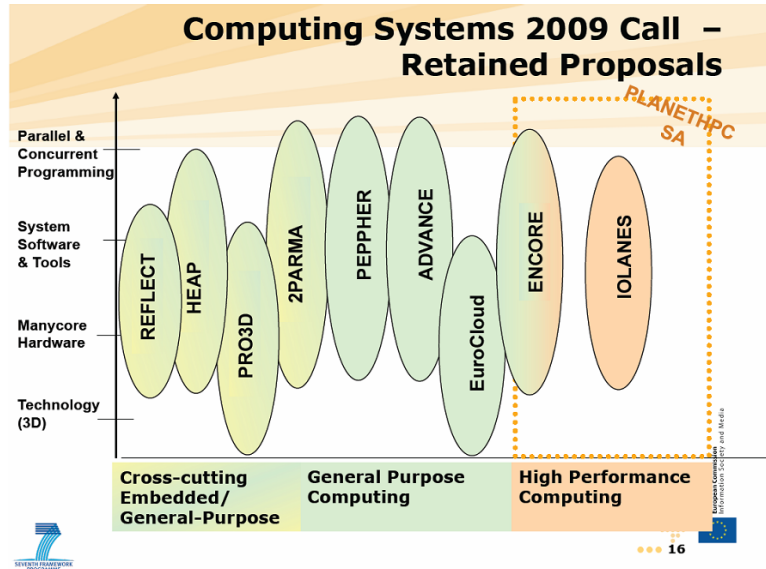 Computing Systems 2009 Call –
Retained Proposals
PLANETHPC
SA
Parallel &
Concurrent
Programming
System
Software
& Tools
Manycore
Hardware
Technology
(3D)
REFLECT
HEAP
PRO3D
2PARMA
PEPPHER
ADVANCE
EuroCloud
ENCORE
IOLANES
Cross-cutting
Embedded/
General-Purpose
General Purpose
Computing
High Performance
Computing
European Commission
Information Society and Media
16
7
SEVENTH FRAMEWORK
PROGRAMME